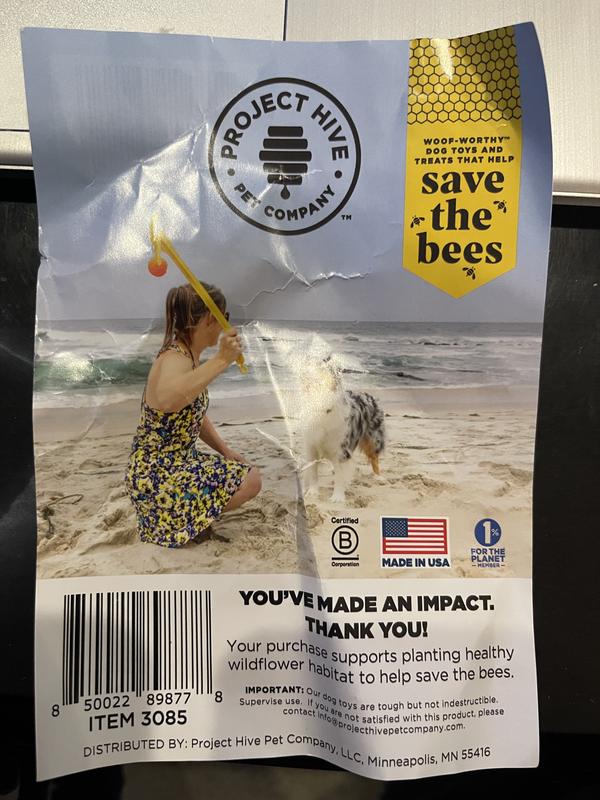 PROJECT HIVE
PET COMPANY
™
WOOF-WORTHY™
DOG TOYS AND
TREATS THAT HELP
save
the
bees
Certified
B
Corporation
MADE IN USA
1%
FOR THE
PLANET
MEMBER
YOU'VE MADE AN IMPACT.
THANK YOU!
Your purchase supports planting healthy
wildflower habitat to help save the bees.
IMPORTANT: Our dog toys are tough but not indestructible.
Supervise use. If you are not satisfied with this product, please
contact info@projecthivepetcompany.com.
8 50022 89877 8
ITEM 3085
DISTRIBUTED BY: Project Hive Pet Company, LLC, Minneapolis, MN 55416